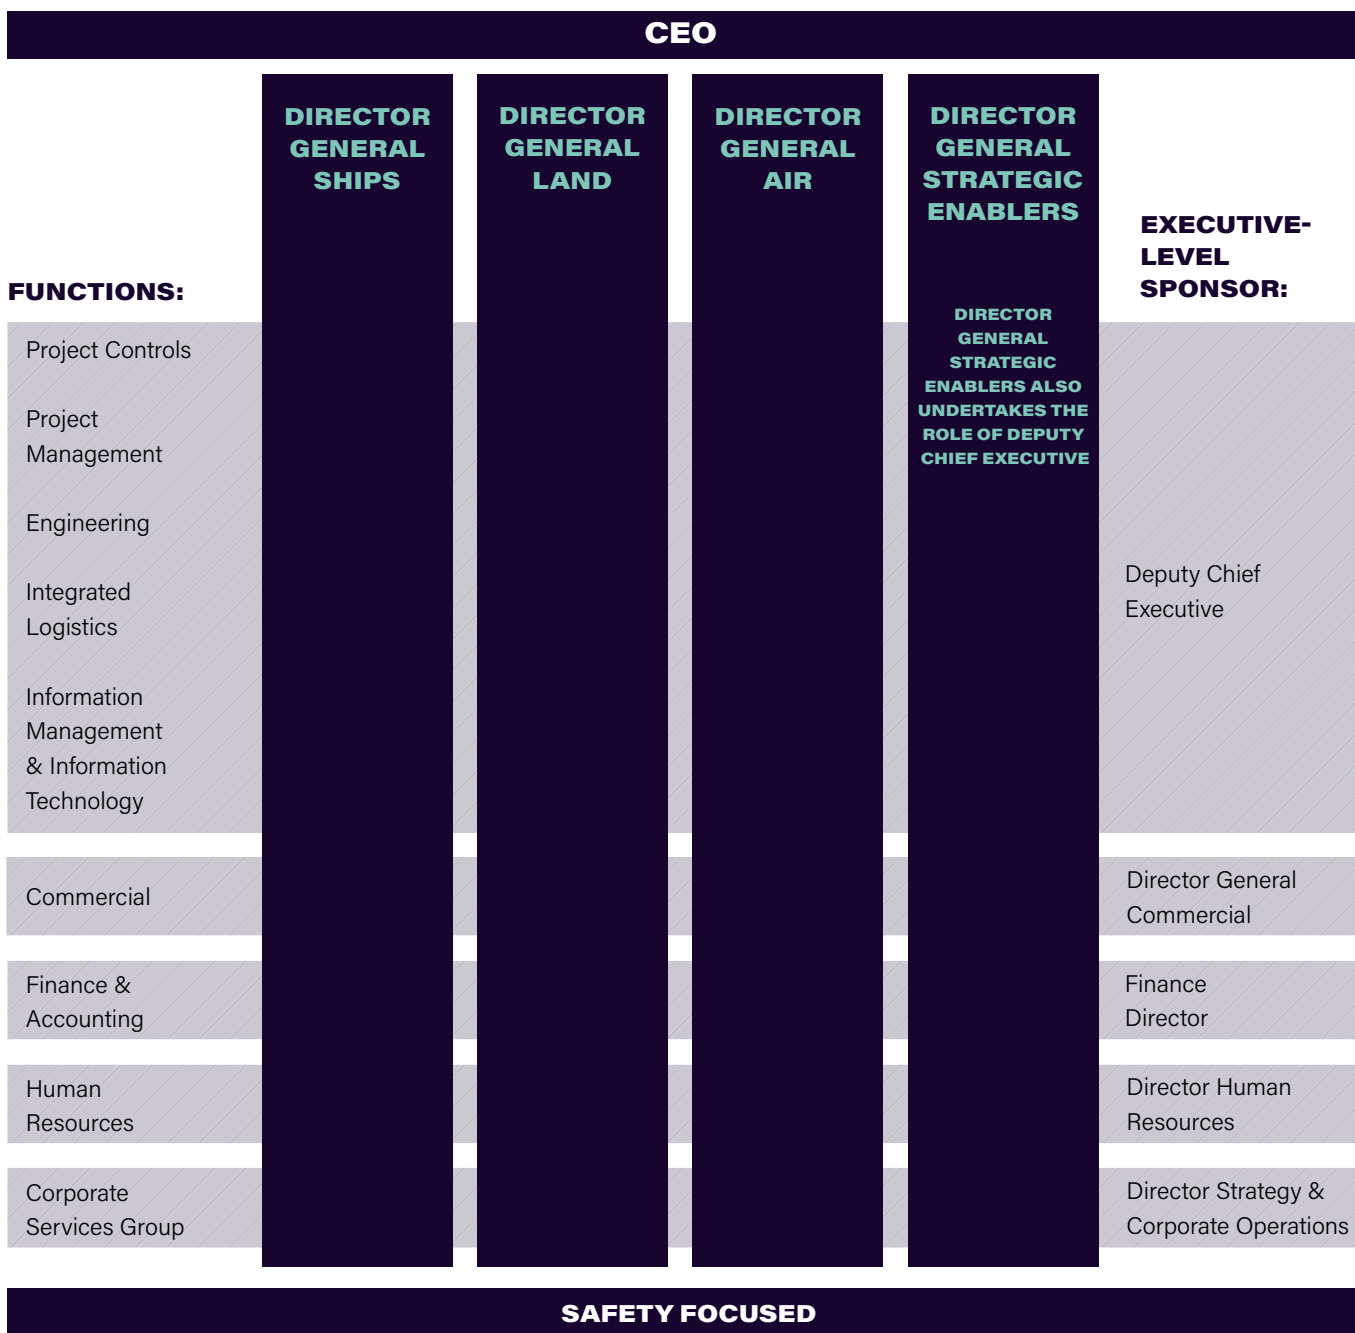 CEO
DIRECTOR
GENERAL
SHIPS
DIRECTOR
GENERAL
LAND
DIRECTOR
GENERAL
AIR
DIRECTOR
GENERAL
STRATEGIC
ENABLERS
DIRECTOR
GENERAL
STRATEGIC
ENABLERS ALSO
UNDERTAKES THE
ROLE OF DEPUTY
CHIEF EXECUTIVE
EXECUTIVE-
LEVEL
SPONSOR:
FUNCTIONS:
Project Controls
Project
Management
Engineering
Integrated
Logistics
Information
Management
& Information
Technology
Deputy Chief
Executive
Commercial
Director General
Commercial
Finance &
Accounting
Finance
Director
Human
Resources
Director Human
Resources
Corporate
Services Group
Director Strategy &
Corporate Operations
SAFETY FOCUSED